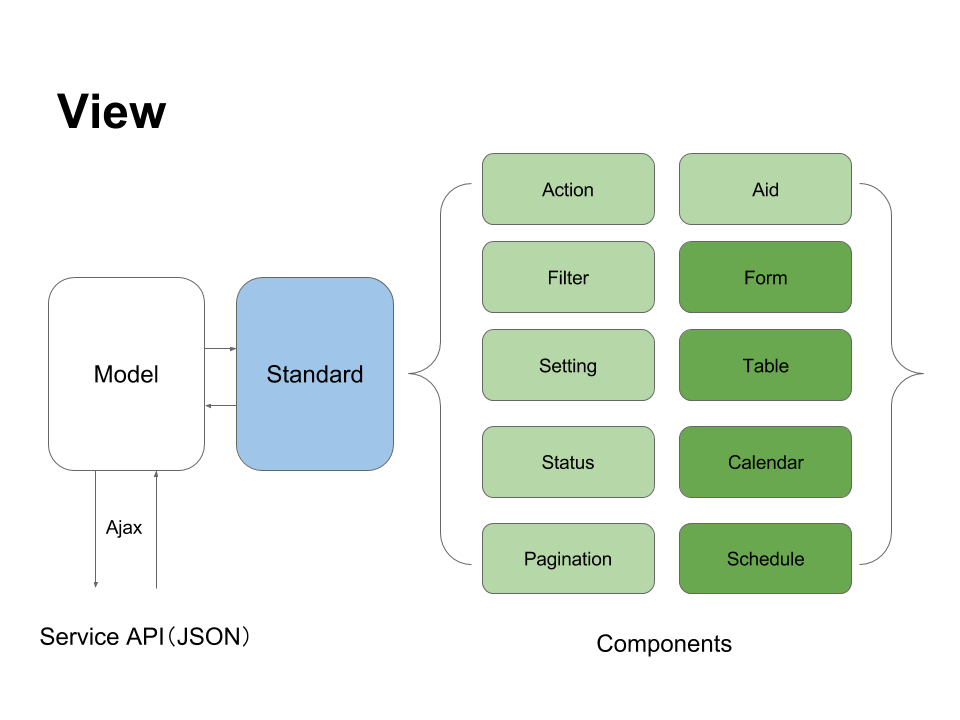 View
Action
Aid
Filter
Form
Model
Standard
Setting
Table
Status
Calendar
Ajax
Pagination
Schedule
Service API（JSON）
Components